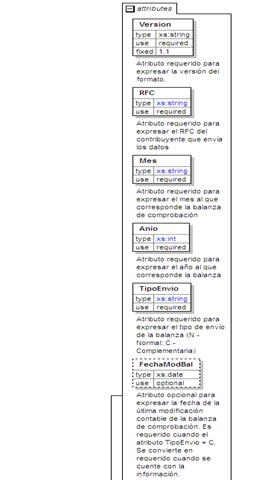 attributes
Version
type xs:string
use required
fixed 1.1
Atributo requerido para
expresar la versión del
formato.
RFC
type xs:string
use required
Atributo requerido para
expresar el RFC del
contribuyente que envía
los datos
Mes
type xs:string
use required
Atributo requerido para
expresar el mes al que
corresponde la balanza
de comprobación
Anio
type xs:int
use required
Atributo requerido para
expresar el año al que
corresponde la balanza
TipoEnvio
type xs:string
use required
Atributo requerido para
expresar el tipo de envío
de la balanza (N -
Normal; C -
Complementaria)
FechaModBal
type xs:date
use optional
Atributo opcional para
expresar la fecha de la
última modificación
contable de la balanza
de comprobación. Es
requerido cuando el
atributo TipoEnvio = C.
Se convierte en
requerido cuando se
cuente con la
información.